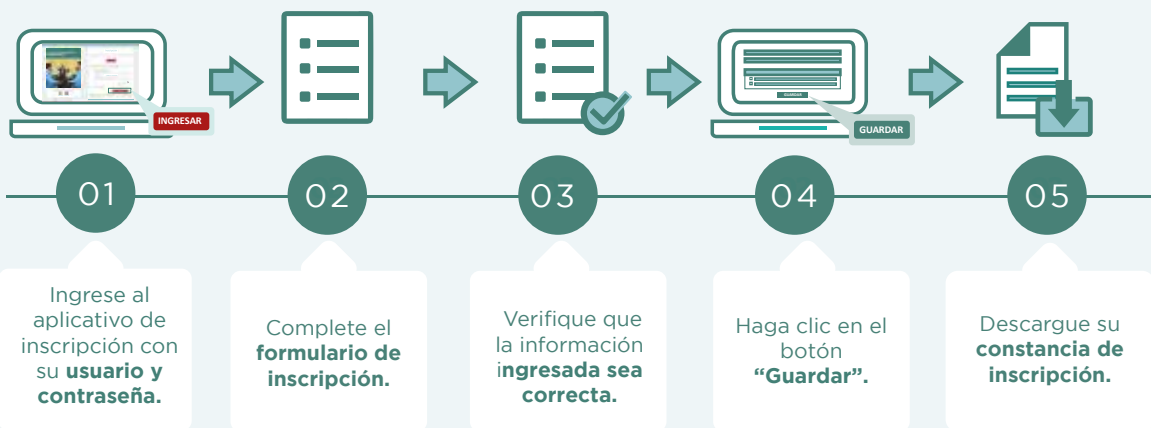 INGRESAR
GUARDAR
GUARDAR
01
02
03
04
05
Ingrese al
aplicativo de
inscripción con
su usuario y
contraseña.
Complete el
formulario de
inscripción.
Verifique que
la información
ingresada sea
correcta.
Haga clic en el
botón
“Guardar”.
Descargue su
constancia de
inscripción.